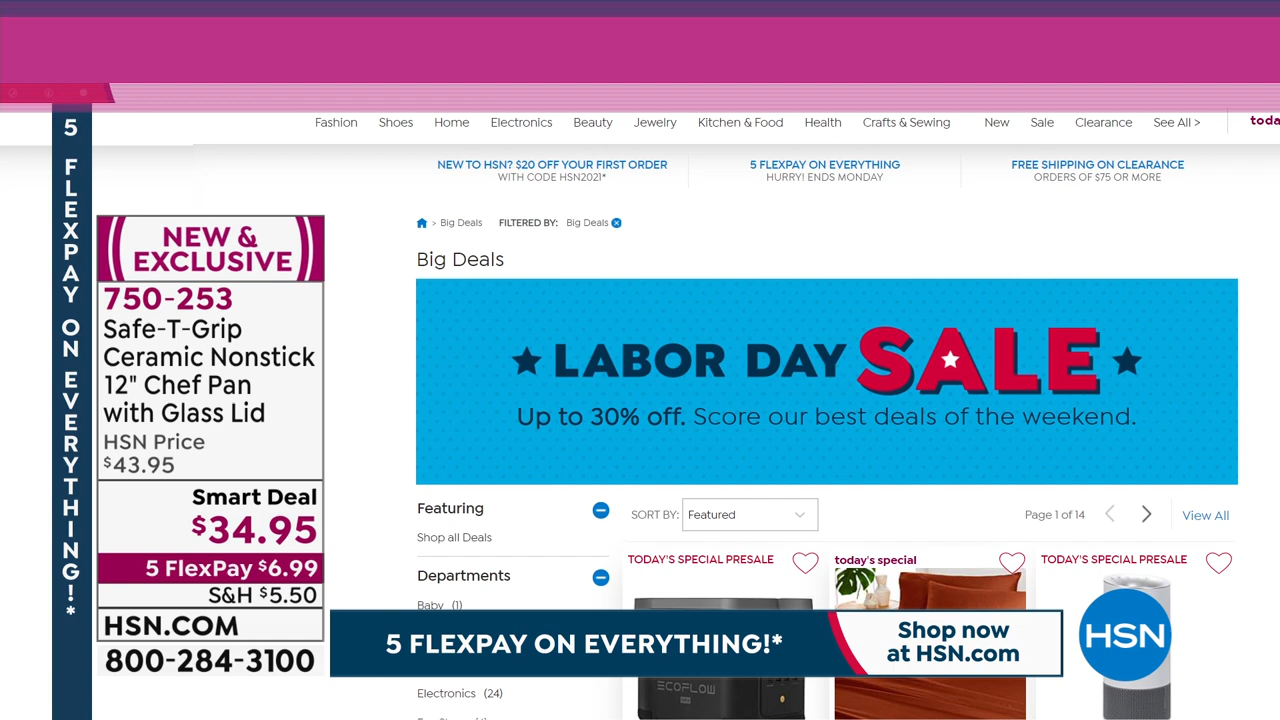 5 FLEXPAY ON EVERYTHING!*
Fashion Shoes Home Electronics Beauty Jewelry Kitchen & Food Health Crafts & Sewing New Sale Clearance See All > toda
NEW TO HSN? $20 OFF YOUR FIRST ORDER
WITH CODE HSN2021*
5 FLEXPAY ON EVERYTHING
HURRY! ENDS MONDAY
FREE SHIPPING ON CLEARANCE
ORDERS OF $75 OR MORE
NEW &
EXCLUSIVE
750-253
Safe-T-Grip
Ceramic Nonstick
12" Chef Pan
with Glass Lid
HSN Price
$43.95
Smart Deal
$34.95
5 FlexPay $6.99
S&H $5.50
HSN.COM
800-284-3100
> Big Deals FILTERED BY: Big Deals
Big Deals
LABOR DAY SALE
Up to 30% off. Score our best deals of the weekend.
Featuring
Shop all Deals
Departments
Baby (1)
Electronics (24)
SORT BY: Featured
Page 1 of 14
View All
TODAY'S SPECIAL PRESALE
today's special
TODAY'S SPECIAL PRESALE
ECOFLOW
5 FLEXPAY ON EVERYTHING!*
Shop now
at HSN.com
HSN